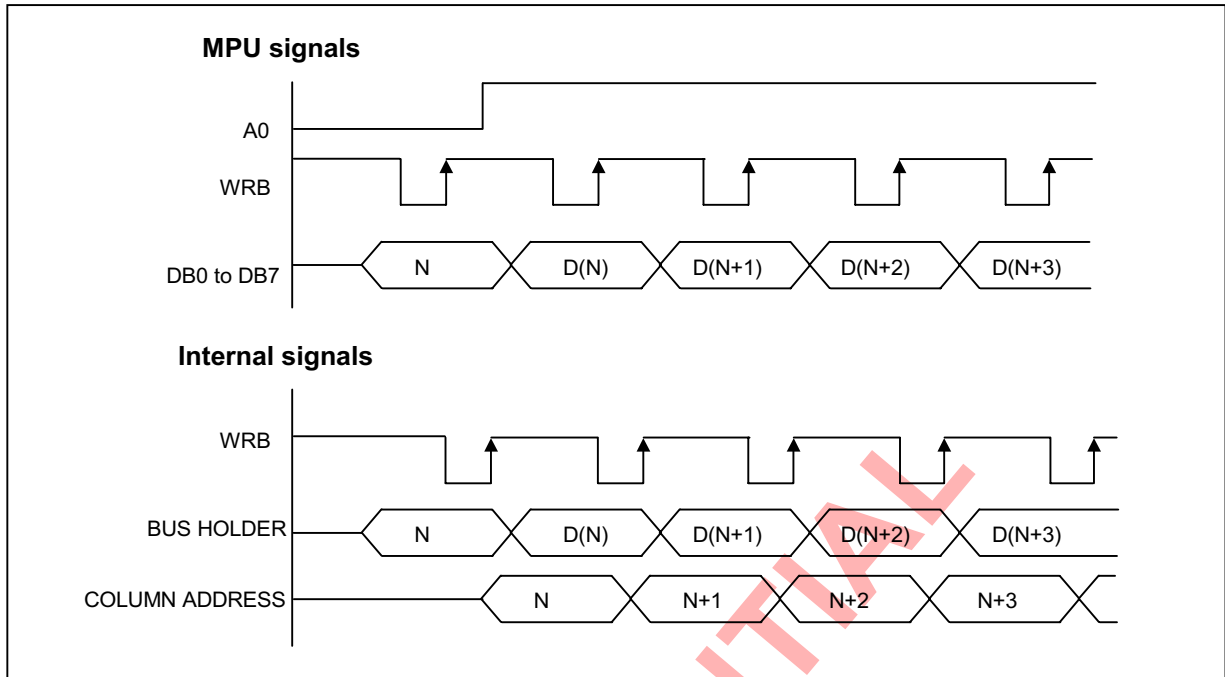 MPU signals
A0
WRB
DB0 to DB7 N D(N) D(N+1) D(N+2) D(N+3)
Internal signals
WRB
BUS HOLDER N D(N) D(N+1) D(N+2) D(N+3)
COLUMN ADDRESS N N+1 N+2 N+3
NTIAL